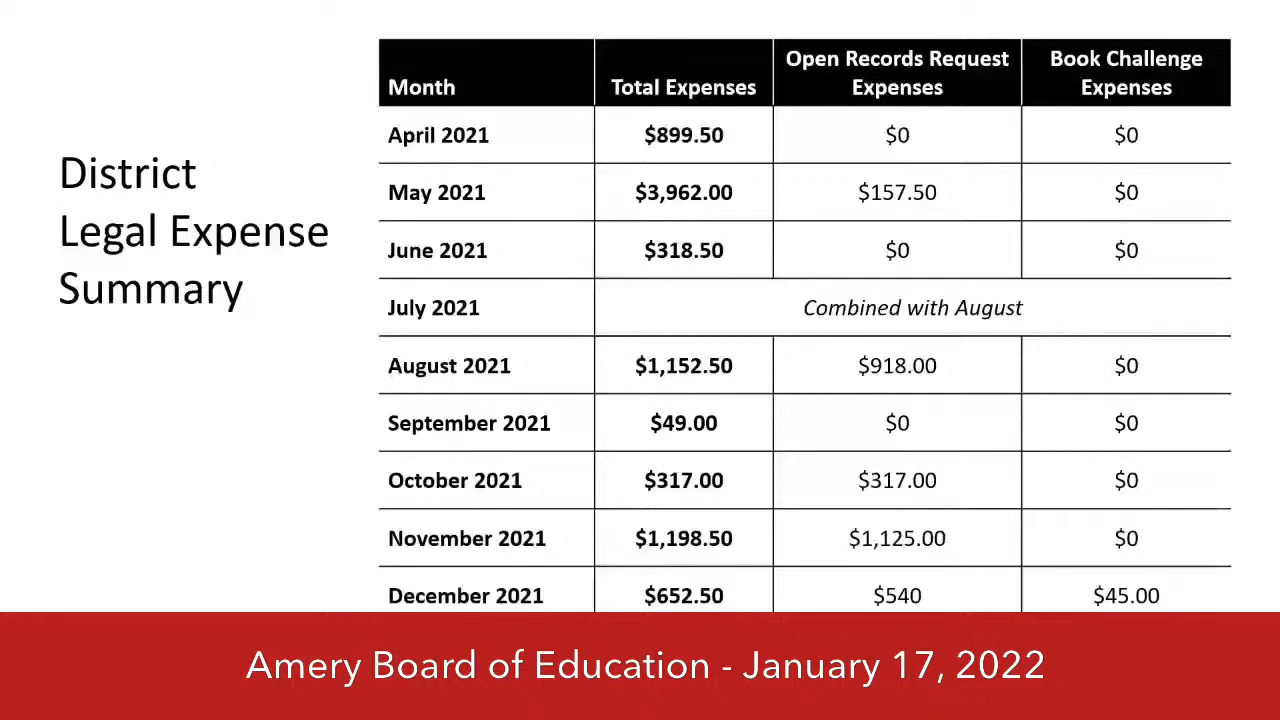 District
Legal Expense
Summary
Month Total Expenses Open Records Request Expenses Book Challenge Expenses
April 2021 $899.50 $0 $0
May 2021 $3,962.00 $157.50 $0
June 2021 $318.50 $0 $0
July 2021 Combined with August
August 2021 $1,152.50 $918.00 $0
September 2021 $49.00 $0 $0
October 2021 $317.00 $317.00 $0
November 2021 $1,198.50 $1,125.00 $0
December 2021 $652.50 $540 $45.00
Amery Board of Education - January 17, 2022